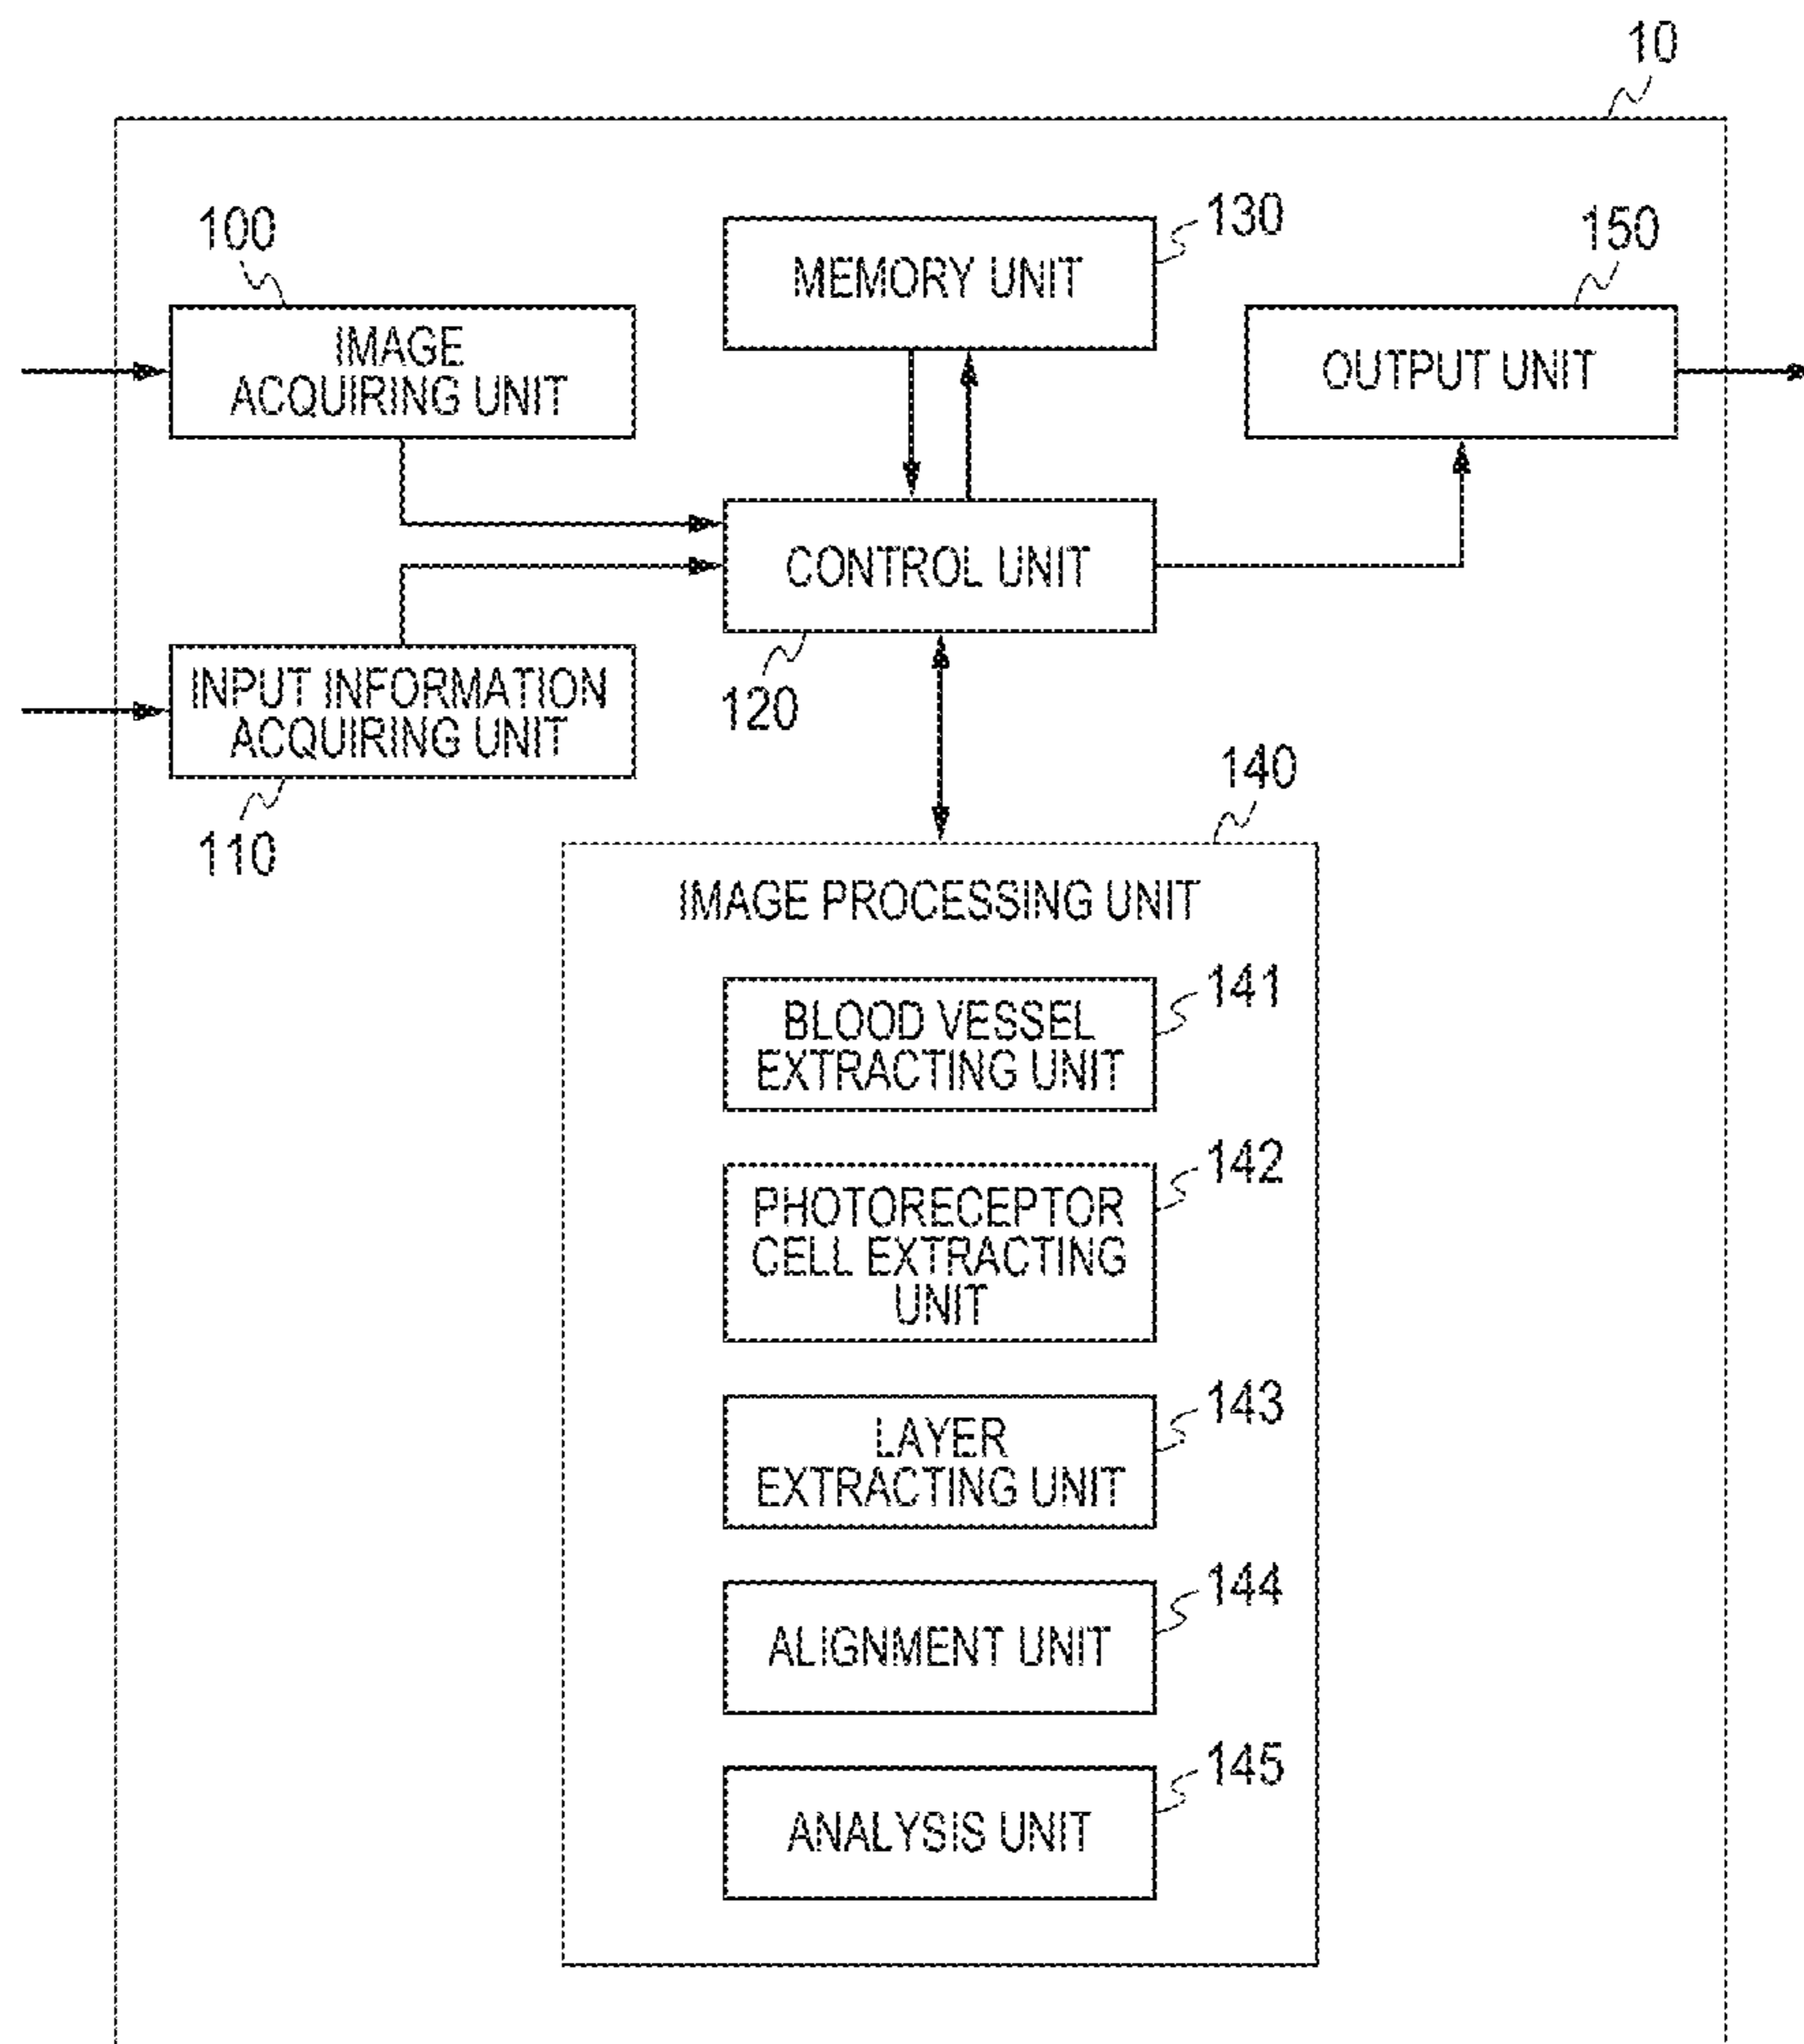 10
100
130
150
MEMORY UNIT
IMAGE
ACQUIRING UNIT
OUTPUT UNIT
CONTROL UNIT
120
INPUT INFORMATION
ACQUIRING UNIT
110
140
IMAGE PROCESSING UNIT
141
BLOOD VESSEL
EXTRACTING UNIT
142
PHOTORECEPTOR
CELL EXTRACTING
UNIT
143
LAYER
EXTRACTING UNIT
144
ALIGNMENT UNIT
145
ANALYSIS UNIT